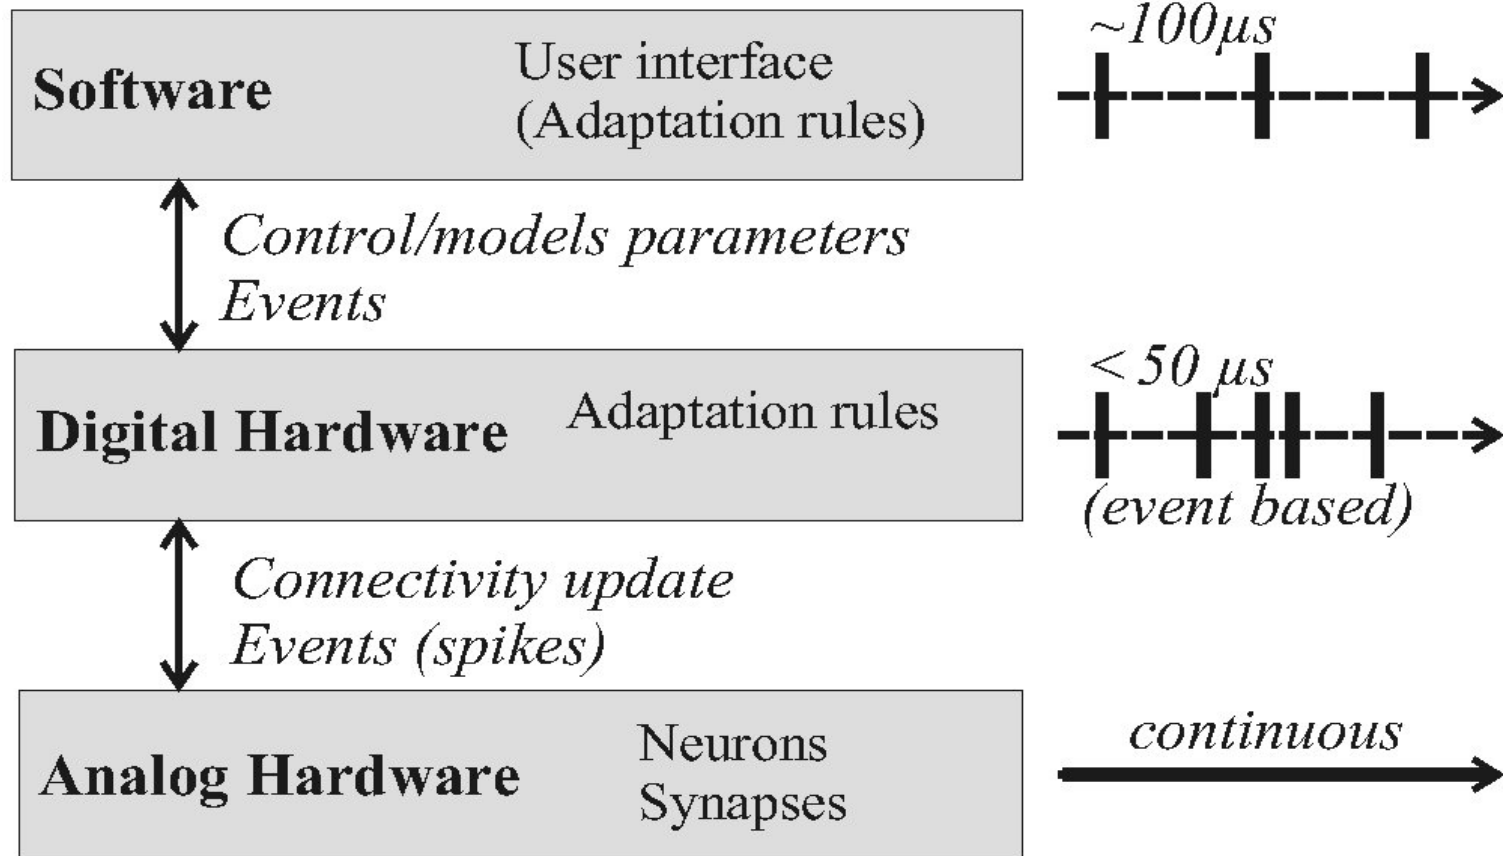 Software
User interface
(Adaptation rules)
~100µs
Control/models parameters
Events
Digital Hardware
Adaptation rules
< 50 µs
(event based)
Connectivity update
Events (spikes)
Analog Hardware
Neurons
Synapses
continuous